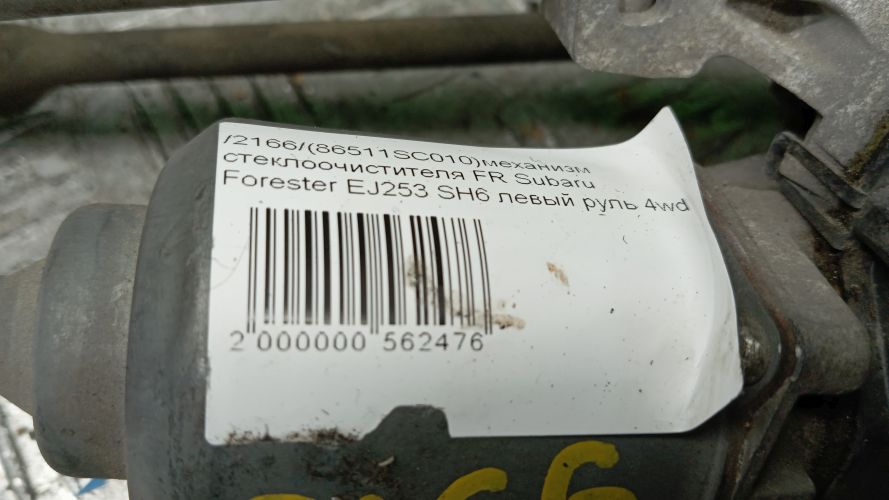 /2166/(86511SC010)механизм
стеклоочистителя FR Subaru
Forester EJ253 SH6 левый руль 4wd
2 000000 562476